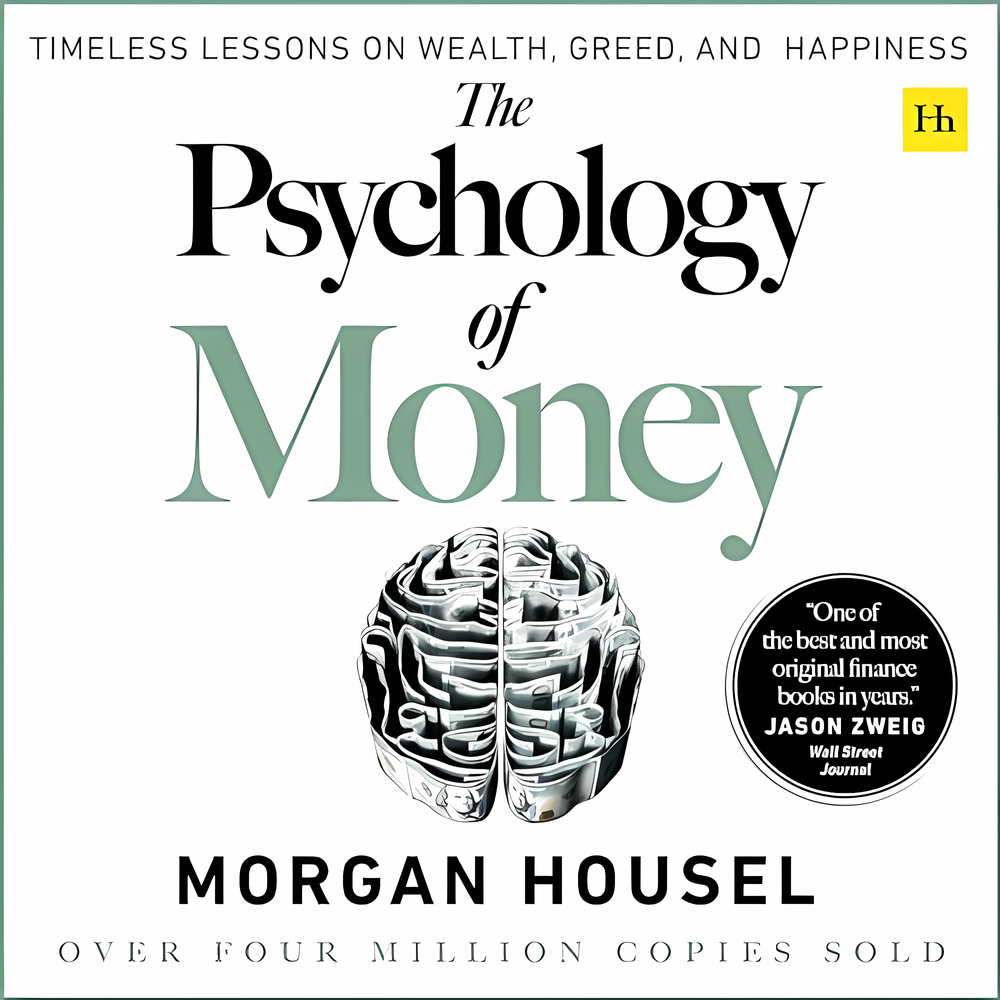 TIMELESS LESSONS ON WEALTH, GREED, AND HAPPINESS
The
Hh
Psychology
of
Money
“One of
the best and most
original finance
books in years.”
JASON ZWEIG
Wall Street
Journal
MORGAN HOUSEL
OVER FOUR MILLION COPIES SOLD